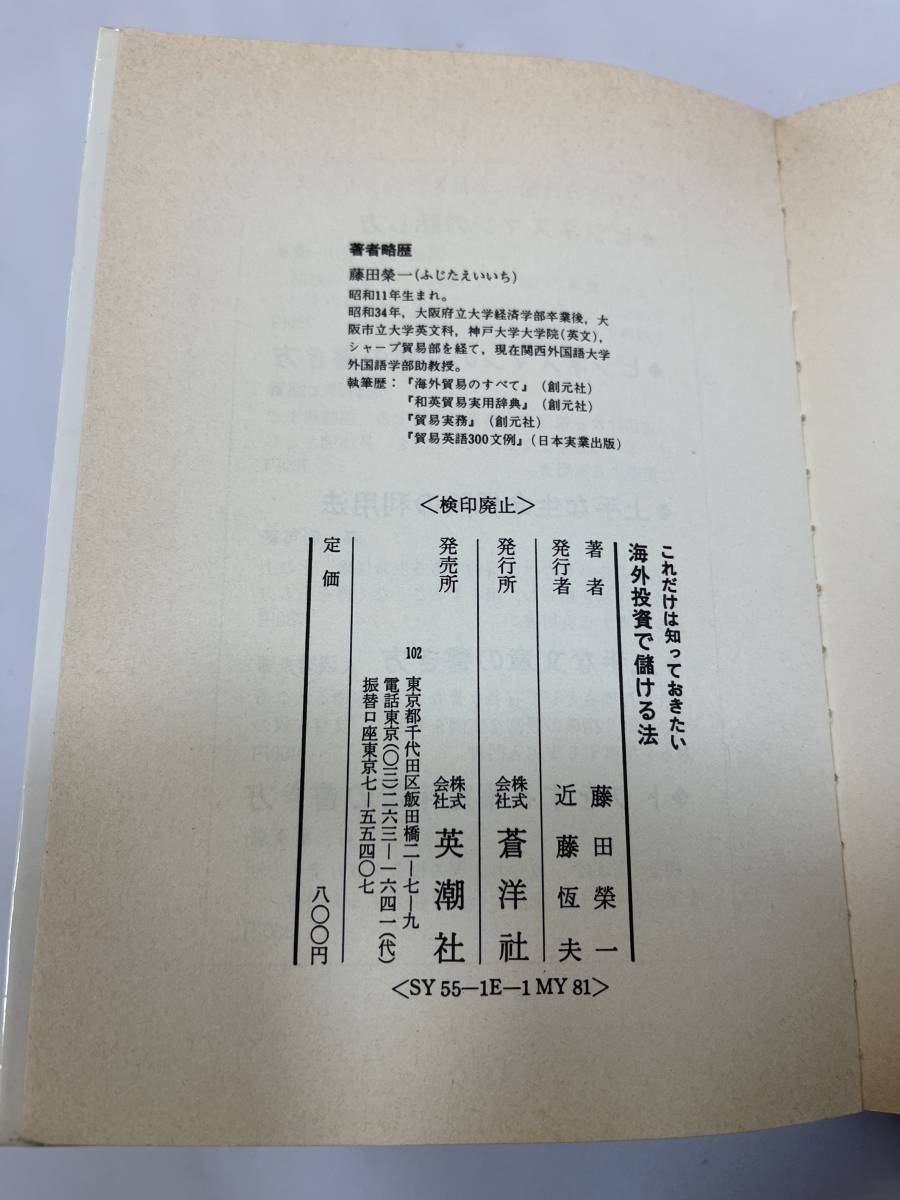 著者略歴
藤田榮一(ふじたえいいち)
昭和11年生まれ。
昭和34年，大阪府立大学経済学部卒業後，大
阪市立大学英文科，神戸大学大学院(英文)，
シャープ貿易部を経て，現在関西外国語大学
外国語学部助教授。
執筆歴：『海外貿易のすべて』（創元社）
『和英貿易実用辞典』（創元社）
『貿易実務』（創元社）
『貿易英語300文例』（日本実業出版）
＜検印廃止＞
これだけは知っておきたい
海外投資で儲ける法
著者 藤田榮一
発行者 近藤恆夫
発行所 株式会社 蒼洋社
発売所 株式会社 英潮社
102 東京都千代田区飯田橋二―七―九
電話東京(〇三)二六三―一六四一(代)
振替口座東京七―五五四〇七
定価 八〇〇円
＜SY 55―1E―1 MY 81＞